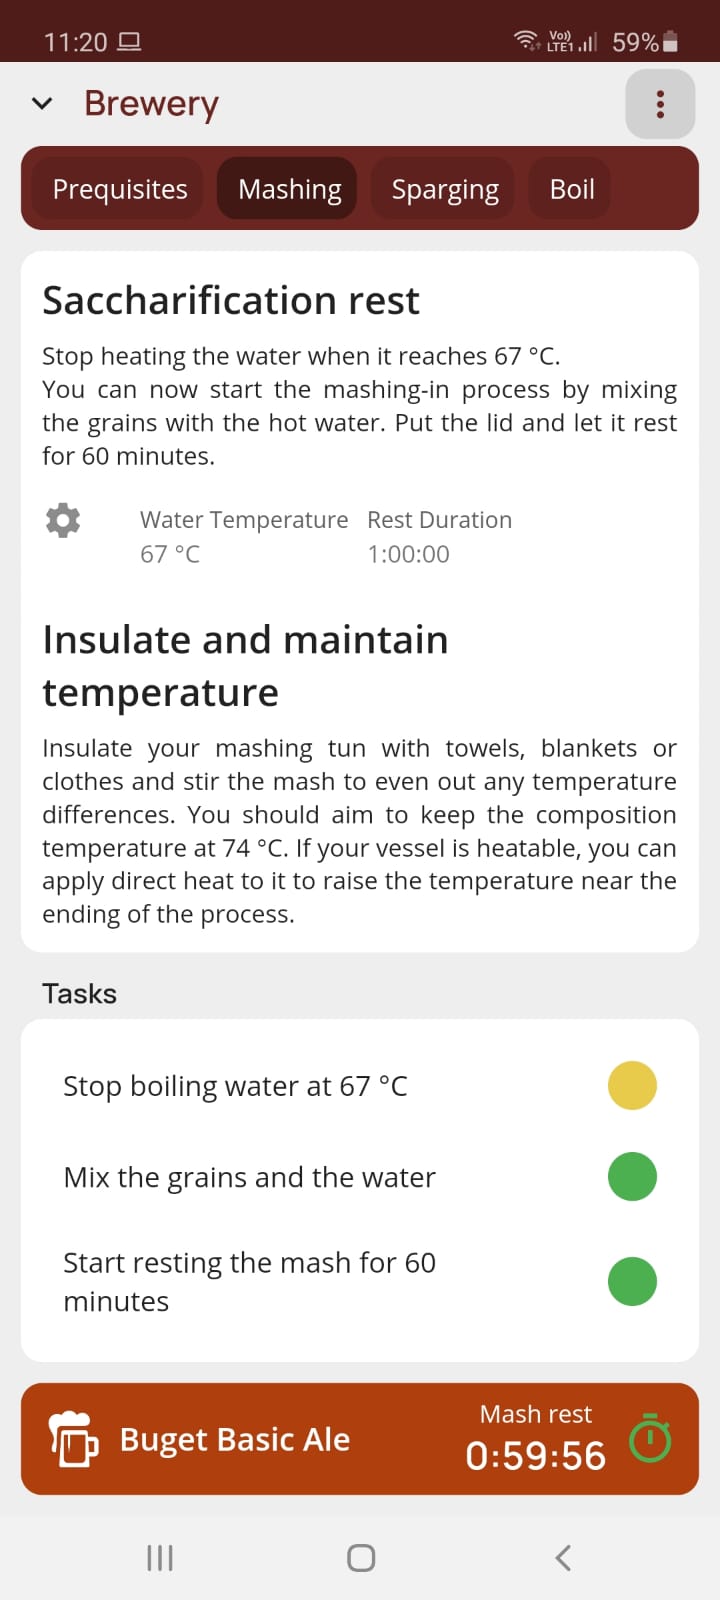 11:20
Vo)) LTE1 59%
Brewery
Prequisites Mashing Sparging Boil
Saccharification rest
Stop heating the water when it reaches 67 °C.
You can now start the mashing-in process by mixing
the grains with the hot water. Put the lid and let it rest
for 60 minutes.
Water Temperature Rest Duration
67 °C 1:00:00
Insulate and maintain
temperature
Insulate your mashing tun with towels, blankets or
clothes and stir the mash to even out any temperature
differences. You should aim to keep the composition
temperature at 74 °C. If your vessel is heatable, you can
apply direct heat to it to raise the temperature near the
ending of the process.
Tasks
Stop boiling water at 67 °C
Mix the grains and the water
Start resting the mash for 60
minutes
Buget Basic Ale
Mash rest
0:59:56